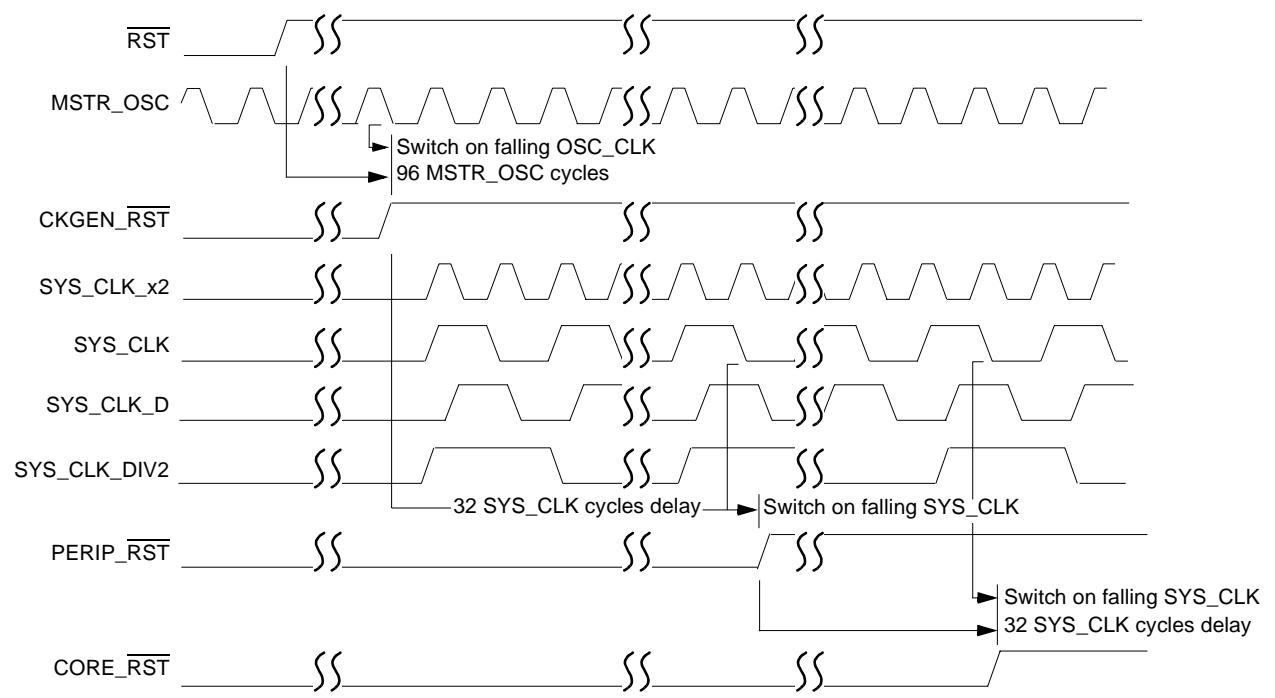 RST
MSTR_OSC
Switch on falling OSC_CLK
96 MSTR_OSC cycles
CKGEN_RST
SYS_CLK_x2
SYS_CLK
SYS_CLK_D
SYS_CLK_DIV2
32 SYS_CLK cycles delay
Switch on falling SYS_CLK
PERIP_RST
Switch on falling SYS_CLK
32 SYS_CLK cycles delay
CORE_RST